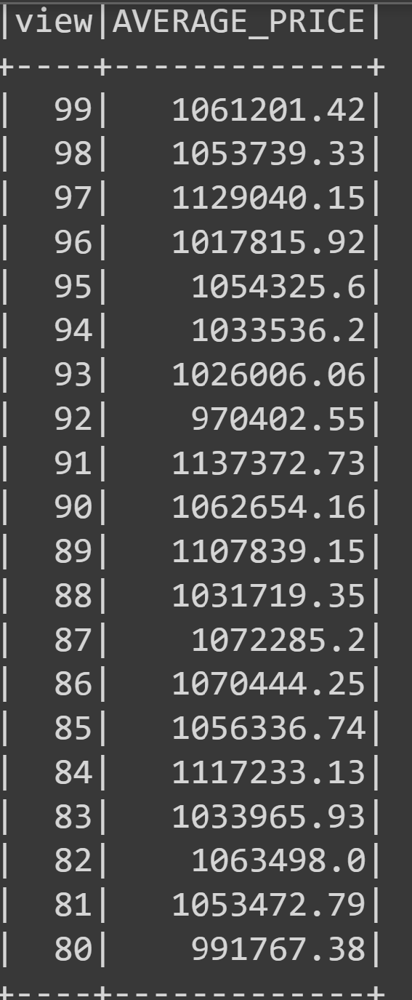 |view|AVERAGE_PRICE|
+----+-------------+
|  99|   1061201.42|
|  98|   1053739.33|
|  97|   1129040.15|
|  96|   1017815.92|
|  95|    1054325.6|
|  94|    1033536.2|
|  93|   1026006.06|
|  92|    970402.55|
|  91|   1137372.73|
|  90|   1062654.16|
|  89|   1107839.15|
|  88|   1031719.35|
|  87|    1072285.2|
|  86|   1070444.25|
|  85|   1056336.74|
|  84|   1117233.13|
|  83|   1033965.93|
|  82|    1063498.0|
|  81|   1053472.79|
|  80|    991767.38|
+----+-------------+